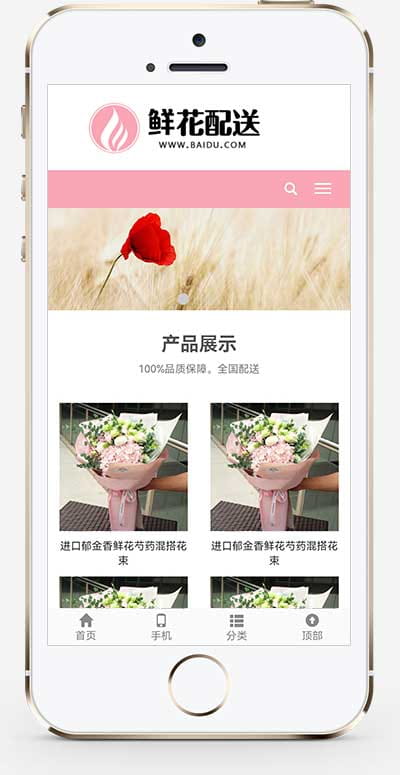 鲜花配送
WWW.BAIDU.COM
产品展示
100%品质保障。全国配送
进口郁金香鲜花芍药混搭花
束
进口郁金香鲜花芍药混搭花
束
首页
手机
分类
顶部